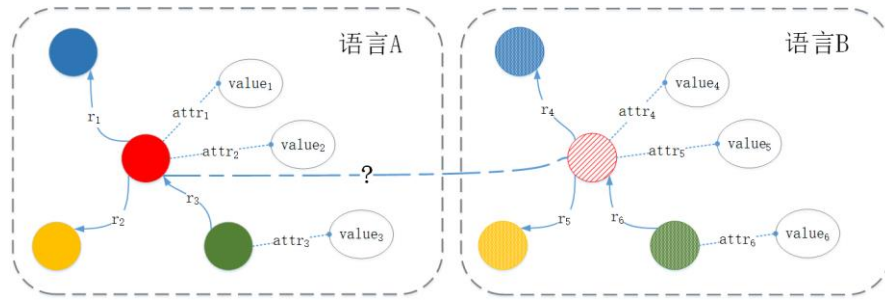 语言A
value₁
attr₁
r₁
value₂
attr₂
r₃
r₂
value₃
attr₃
?
语言B
value₄
attr₄
r₄
value₅
attr₅
r₅
r₆
value₆
attr₆